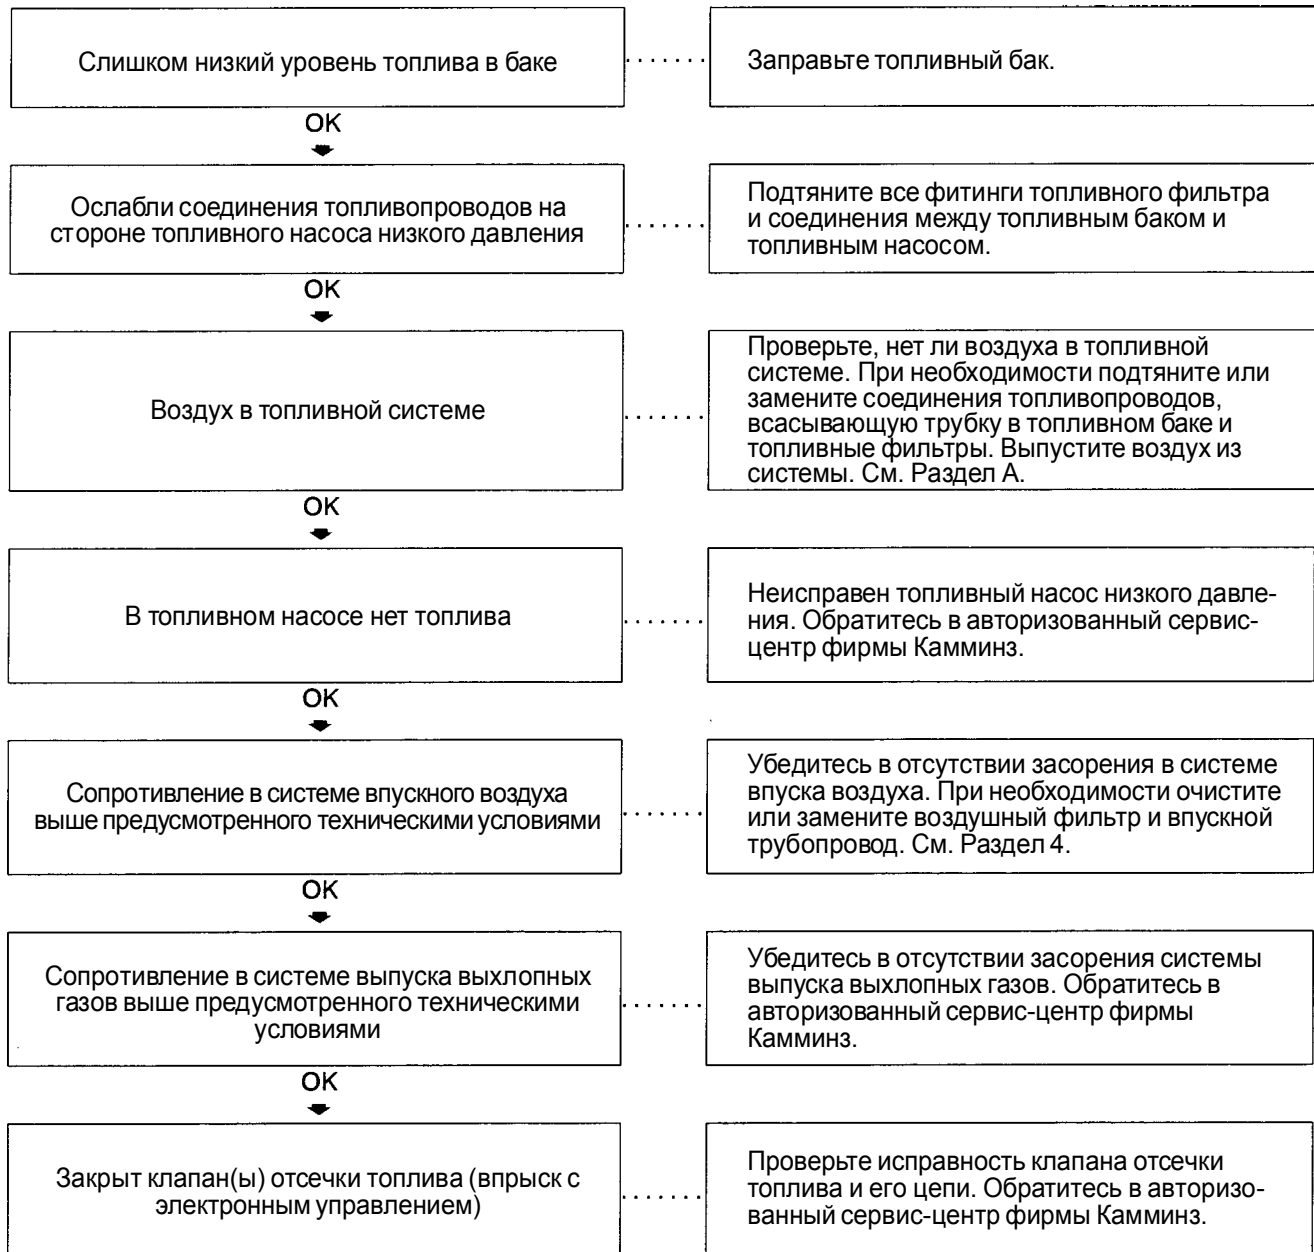 Слишком низкий уровень топлива в баке
Заправьте топливный бак.
OK
Ослабли соединения топливопроводов на
стороне топливного насоса низкого давления
Подтяните все фитинги топливного фильтра
и соединения между топливным баком и
топливным насосом.
OK
Воздух в топливной системе
Проверьте, нет ли воздуха в топливной
системе. При необходимости подтяните или
замените соединения топливопроводов,
всасывающую трубку в топливном баке и
топливные фильтры. Выпустите воздух из
системы. См. Раздел А.
OK
В топливном насосе нет топлива
Неисправен топливный насос низкого давле-
ния. Обратитесь в авторизованный сервис-
центр фирмы Камминз.
OK
Сопротивление в системе впускного воздуха
выше предусмотренного техническими условиями
Убедитесь в отсутствии засорения в системе
впуска воздуха. При необходимости очистите
или замените воздушный фильтр и впускной
трубопровод. См. Раздел 4.
OK
Сопротивление в системе выпуска выхлопных
газов выше предусмотренного техническими
условиями
Убедитесь в отсутствии засорения системы
выпуска выхлопных газов. Обратитесь в
авторизованный сервис-центр фирмы
Камминз.
OK
Закрыт клапан(ы) отсечки топлива (впрыск с
электронным управлением)
Проверьте исправность клапана отсечки
топлива и его цепи. Обратитесь в авторизо-
ванный сервис-центр фирмы Камминз.